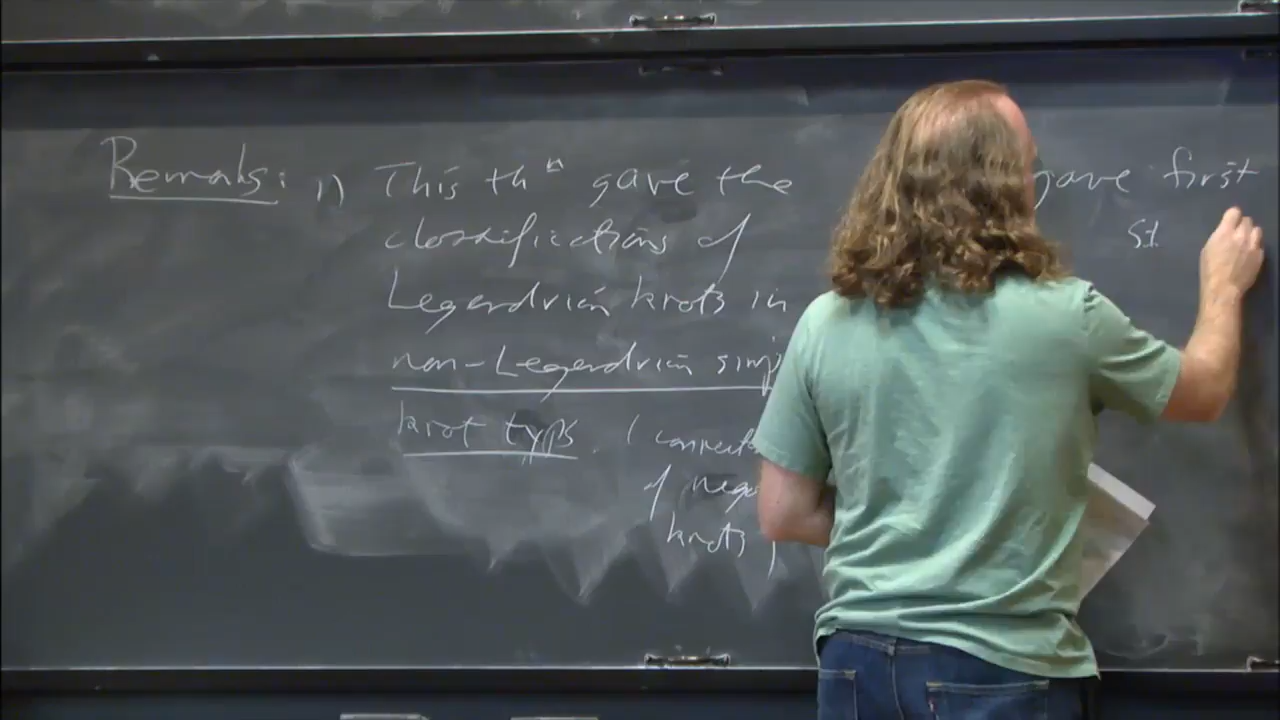 Remarks: 1) This thⁿ gave the
classifications of
Legendrian knots in
non-Legendrian simp
knot types. (connect
of nega
knots
gave first
st